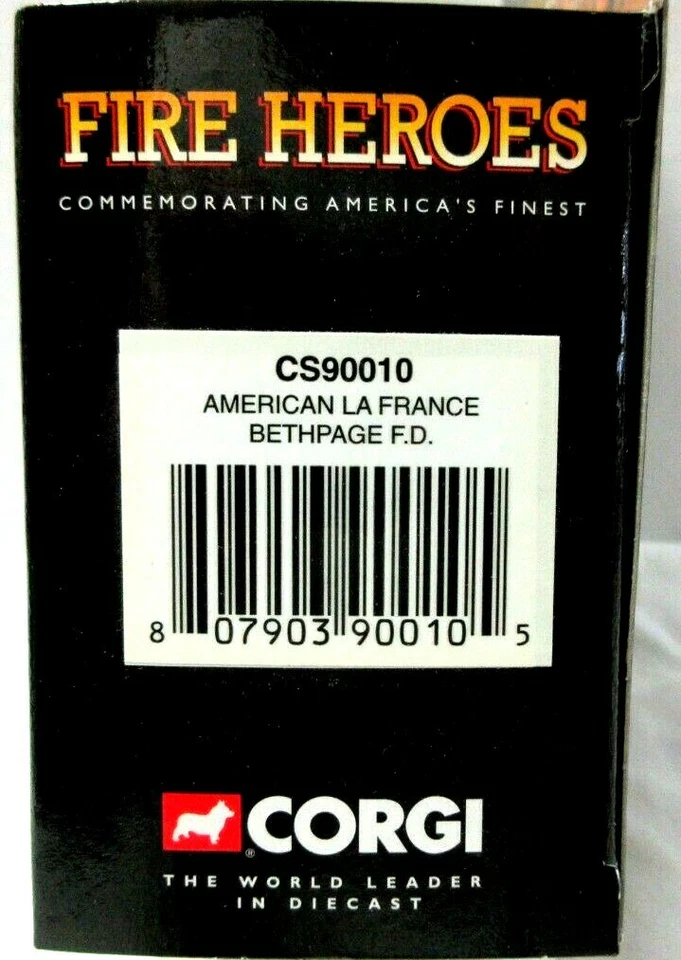 FIRE HEROES
COMMEMORATING AMERICA'S FINEST
CS90010
AMERICAN LA FRANCE
BETHPAGE F.D.
8 07903 90010 5
CORGI
®
THE WORLD LEADER
IN DIECAST